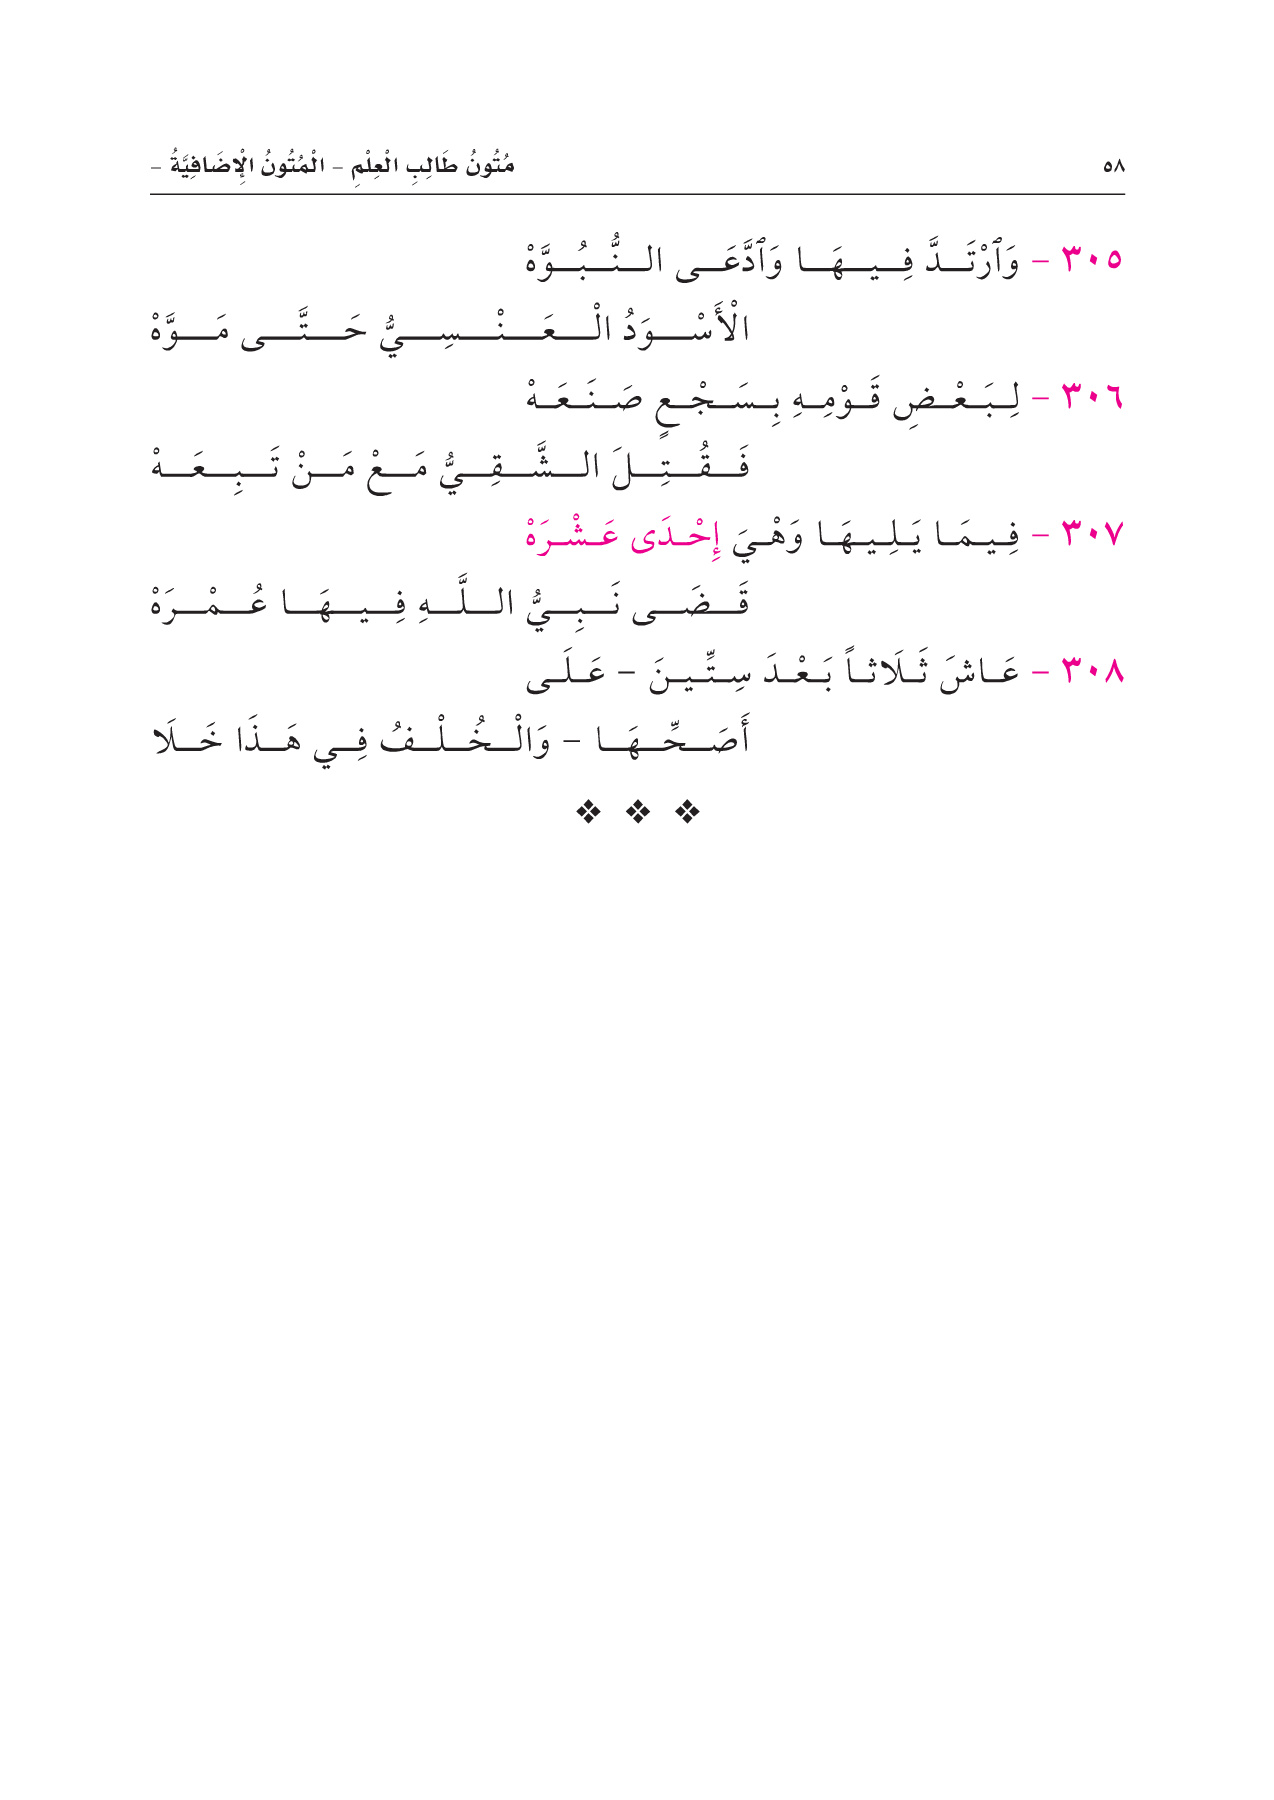 ٥٨ مُتُونُ طَالِبِ الْعِلْمِ – الْمُتُونُ الْإِضَافِيَّةُ –
٣٠٥ – وَٱرْتَدَّ فِيهَا وَٱدَّعَى النُّبُوَّهْ
الْأَسْوَدُ الْعَنْسِيُّ حَتَّى مَوَّهْ
٣٠٦ – لِبَعْضِ قَوْمِهِ بِسَجْعٍ صَنَعَهْ
فَقُتِلَ الشَّقِيُّ مَعْ مَنْ تَبِعَهْ
٣٠٧ – فِيمَا يَلِيهَا وَهْيَ إِحْدَى عَشْرَهْ
قَضَى نَبِيُّ اللَّهِ فِيهَا عُمْرَهْ
٣٠٨ – عَاشَ ثَلَاثاً بَعْدَ سِتِّينَ – عَلَى
أَصَحِّهَا – وَالْخُلْفُ فِي هَذَا خَلَا
❖ ❖ ❖